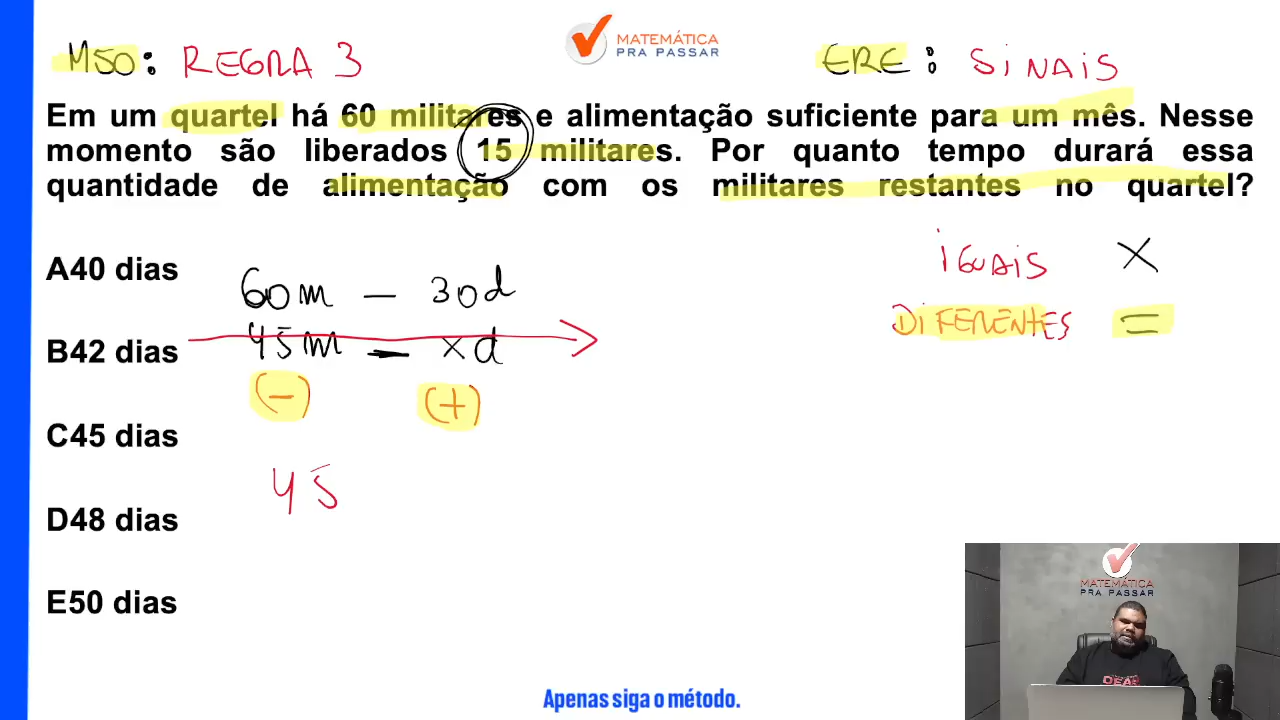 MATEMÁTICA
PRA PASSAR
M50: REGRA 3
ERE: SINAIS
Em um quartel há 60 militares e alimentação suficiente para um mês. Nesse
momento são liberados 15 militares. Por quanto tempo durará essa
quantidade de alimentação com os militares restantes no quartel?
A40 dias
B42 dias
C45 dias
D48 dias
E50 dias
60m — 30d
45m — xd
(-) (+)
45
iGUAIS X
DiFERENTES =
MATEMÁTICA
PRA PASSAR
Apenas siga o método.